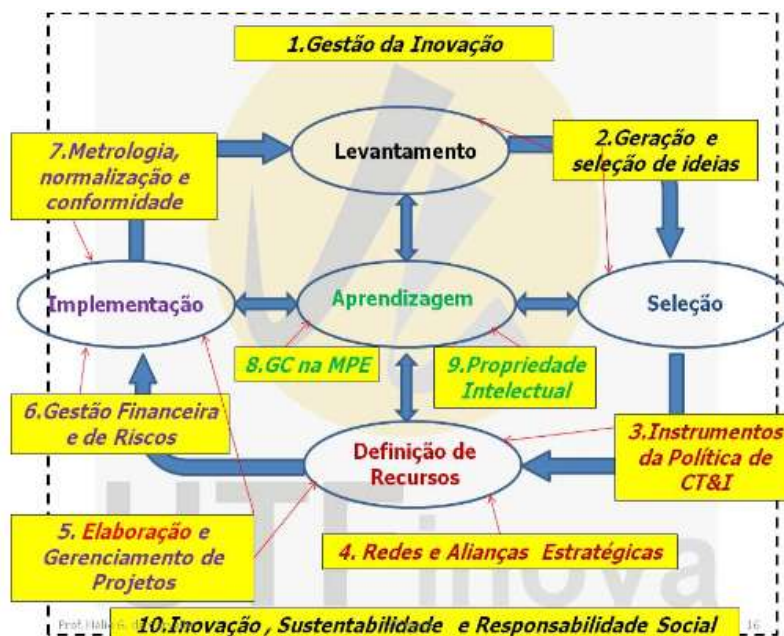 1.Gestão da Inovação
Levantamento
2.Geração e
seleção de ideias
7.Metrologia,
normalização e
conformidade
Implementação
Aprendizagem
Seleção
8.GC na MPE
9.Propriedade
Intelectual
6.Gestão Financeira
e de Riscos
Definição de
Recursos
3.Instrumentos
da Política de
CT&I
5. Elaboração e
Gerenciamento de
Projetos
4. Redes e Alianças Estratégicas
inova
10.Inovação , Sustentabilidade e Responsabilidade Social
Prof.
16